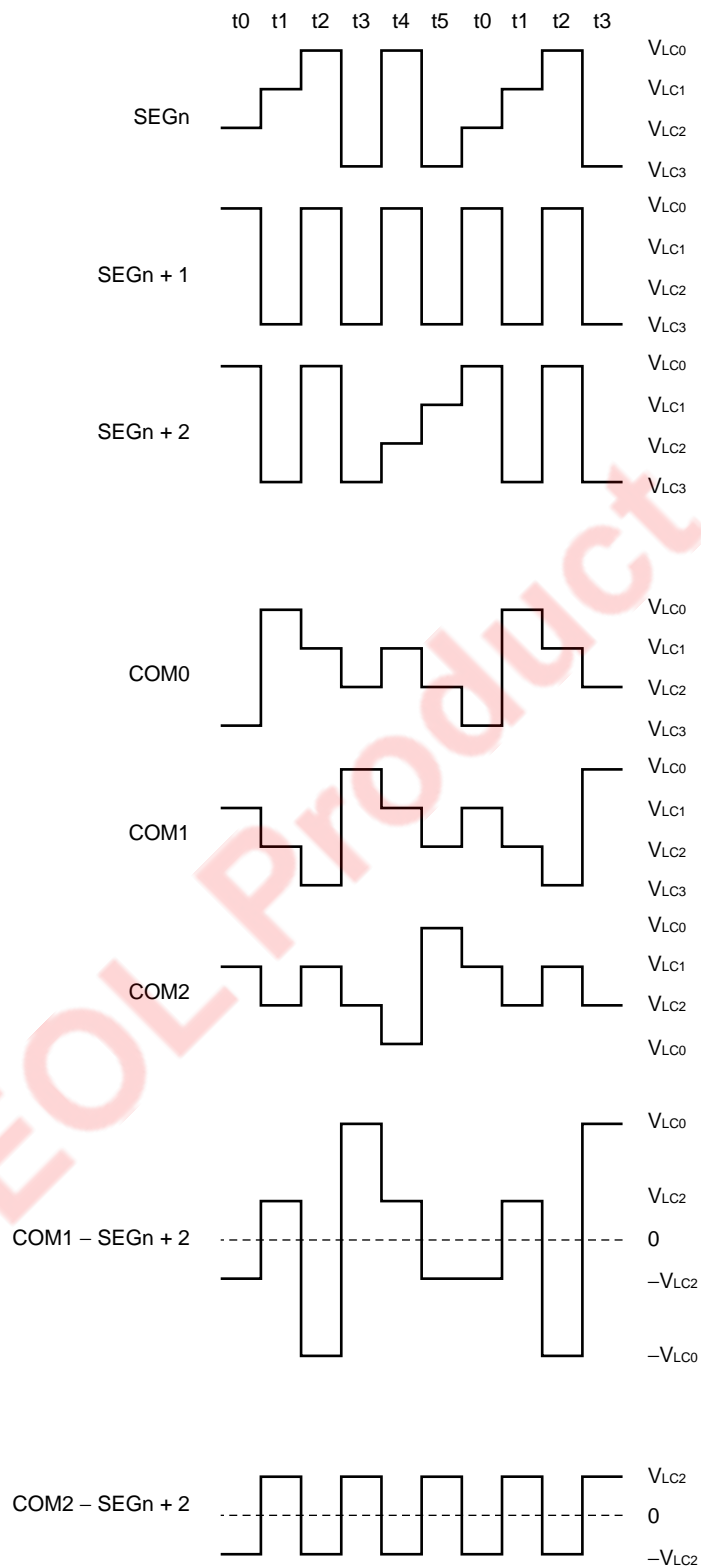 t0 t1 t2 t3 t4 t5 t0 t1 t2 t3
SEGn
VLC0
VLC1
VLC2
VLC3
SEGn + 1
VLC0
VLC1
VLC2
VLC3
SEGn + 2
VLC0
VLC1
VLC2
VLC3
COM0
VLC0
VLC1
VLC2
VLC3
COM1
VLC0
VLC1
VLC2
VLC3
COM2
VLC0
VLC1
VLC2
VLC0
COM1 − SEGn + 2
VLC0
VLC2
0
−VLC2
−VLC0
COM2 − SEGn + 2
VLC2
0
−VLC2
EOL Product